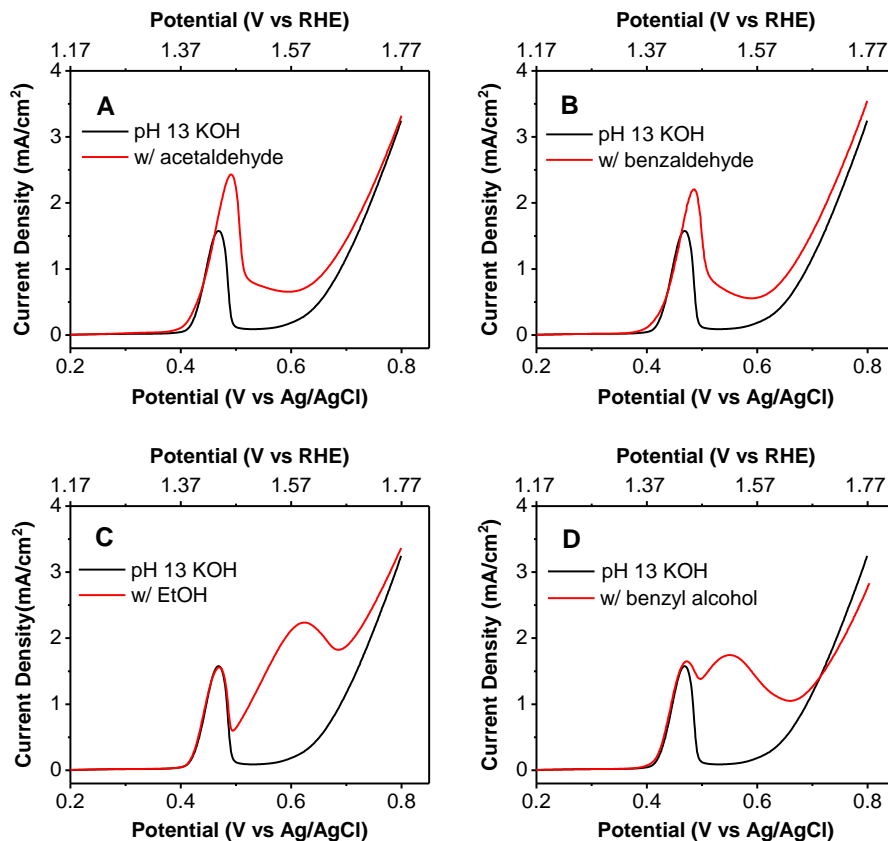 Potential (V vs RHE)
1.17 1.37 1.57 1.77
4
3
2
1
0
Current Density (mA/cm²)
A
pH 13 KOH
w/ acetaldehyde
0.2 0.4 0.6 0.8
Potential (V vs Ag/AgCl)
Potential (V vs RHE)
1.17 1.37 1.57 1.77
4
3
2
1
0
Current Density (mA/cm²)
B
pH 13 KOH
w/ benzaldehyde
0.2 0.4 0.6 0.8
Potential (V vs Ag/AgCl)
Potential (V vs RHE)
1.17 1.37 1.57 1.77
4
3
2
1
0
Current Density(mA/cm²)
C
pH 13 KOH
w/ EtOH
0.2 0.4 0.6 0.8
Potential (V vs Ag/AgCl)
Potential (V vs RHE)
1.17 1.37 1.57 1.77
4
3
2
1
0
Current Density (mA/cm²)
D
pH 13 KOH
w/ benzyl alcohol
0.2 0.4 0.6 0.8
Potential (V vs Ag/AgCl)